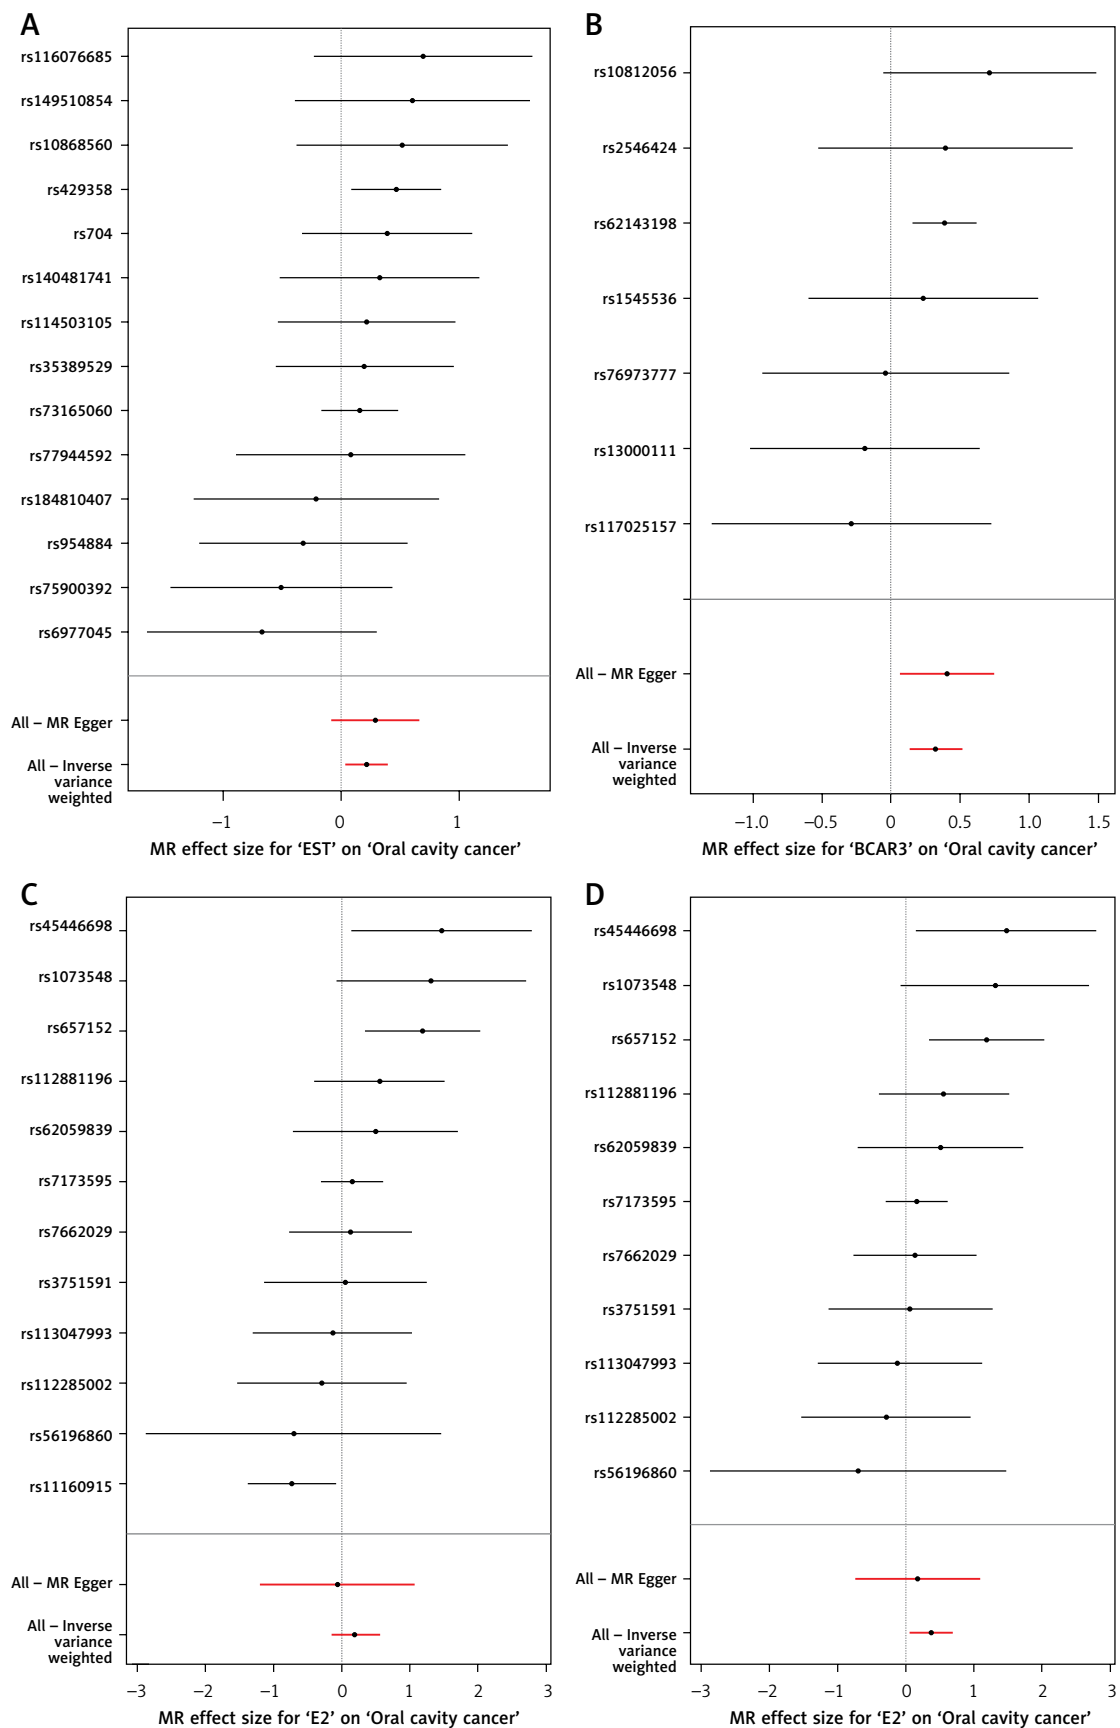 A
rs116076685
rs149510854
rs10868560
rs429358
rs704
rs140481741
rs114503105
rs35389529
rs73165060
rs77944592
rs184810407
rs954884
rs75900392
rs6977045
All – MR Egger
All – Inverse
variance
weighted
−1 0 1
MR effect size for ‘EST’ on ‘Oral cavity cancer’
B
rs10812056
rs2546424
rs62143198
rs1545536
rs76973777
rs13000111
rs117025157
All – MR Egger
All – Inverse
variance
weighted
−1.0 −0.5 0 0.5 1.0 1.5
MR effect size for ‘BCAR3’ on ‘Oral cavity cancer’
C
rs45446698
rs1073548
rs657152
rs112881196
rs62059839
rs7173595
rs7662029
rs3751591
rs113047993
rs112285002
rs56196860
rs11160915
All – MR Egger
All – Inverse
variance
weighted
−3 −2 −1 0 1 2 3
MR effect size for ‘E2’ on ‘Oral cavity cancer’
D
rs45446698
rs1073548
rs657152
rs112881196
rs62059839
rs7173595
rs7662029
rs3751591
rs113047993
rs112285002
rs56196860
All – MR Egger
All – Inverse
variance
weighted
−3 −2 −1 0 1 2 3
MR effect size for ‘E2’ on ‘Oral cavity cancer’